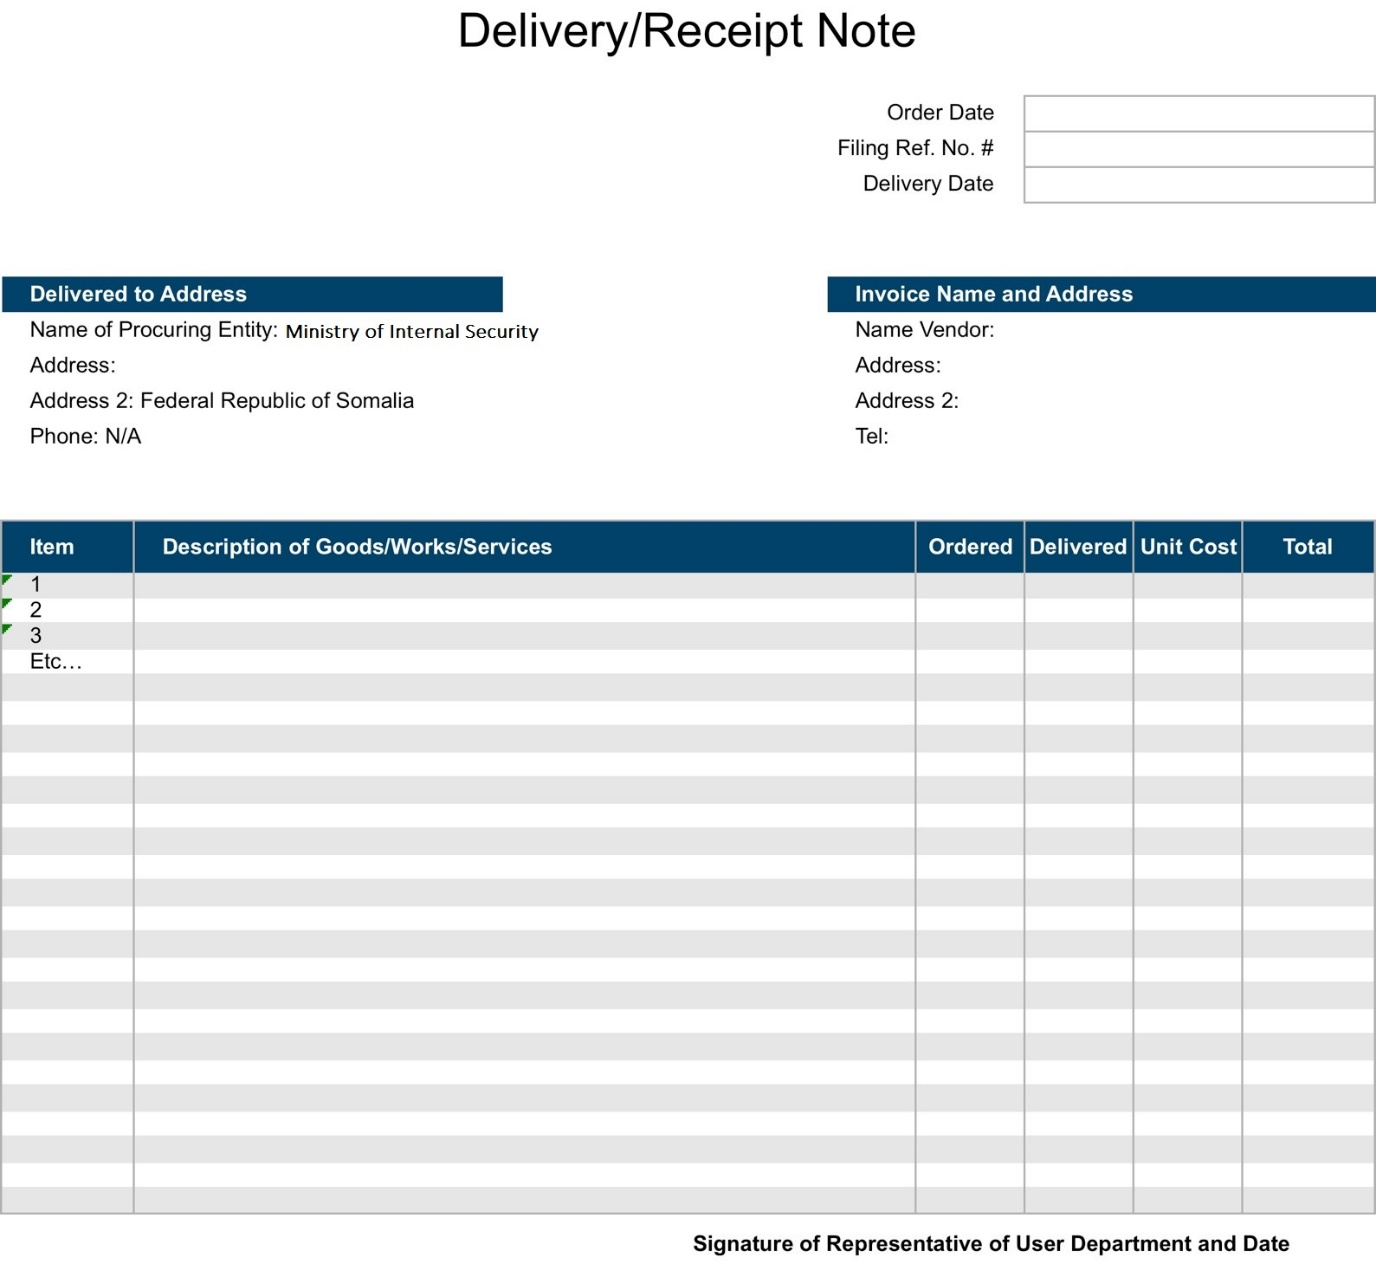 Delivery/Receipt Note
Order Date
Filing Ref. No. #
Delivery Date
Delivered to Address
Name of Procuring Entity: Ministry of Internal Security
Address:
Address 2: Federal Republic of Somalia
Phone: N/A
Invoice Name and Address
Name Vendor:
Address:
Address 2:
Tel:
Item Description of Goods/Works/Services Ordered Delivered Unit Cost Total
1
2
3
Etc...
Signature of Representative of User Department and Date